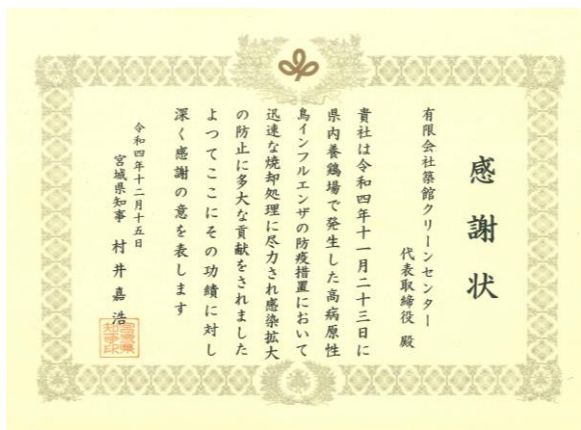 感謝状
有限会社築館クリーンセンター
代表取締役 殿
貴社は令和四年十一月二十三日に
県内養鶏場で発生した高病原性
鳥インフルエンザの防疫措置において
迅速な焼却処理に尽力され感染拡大
の防止に多大な貢献をされました
よつてここにその功績に対し
深く感謝の意を表します
令和四年十二月十五日
宮城県知事 村井嘉浩
宮城県知事印